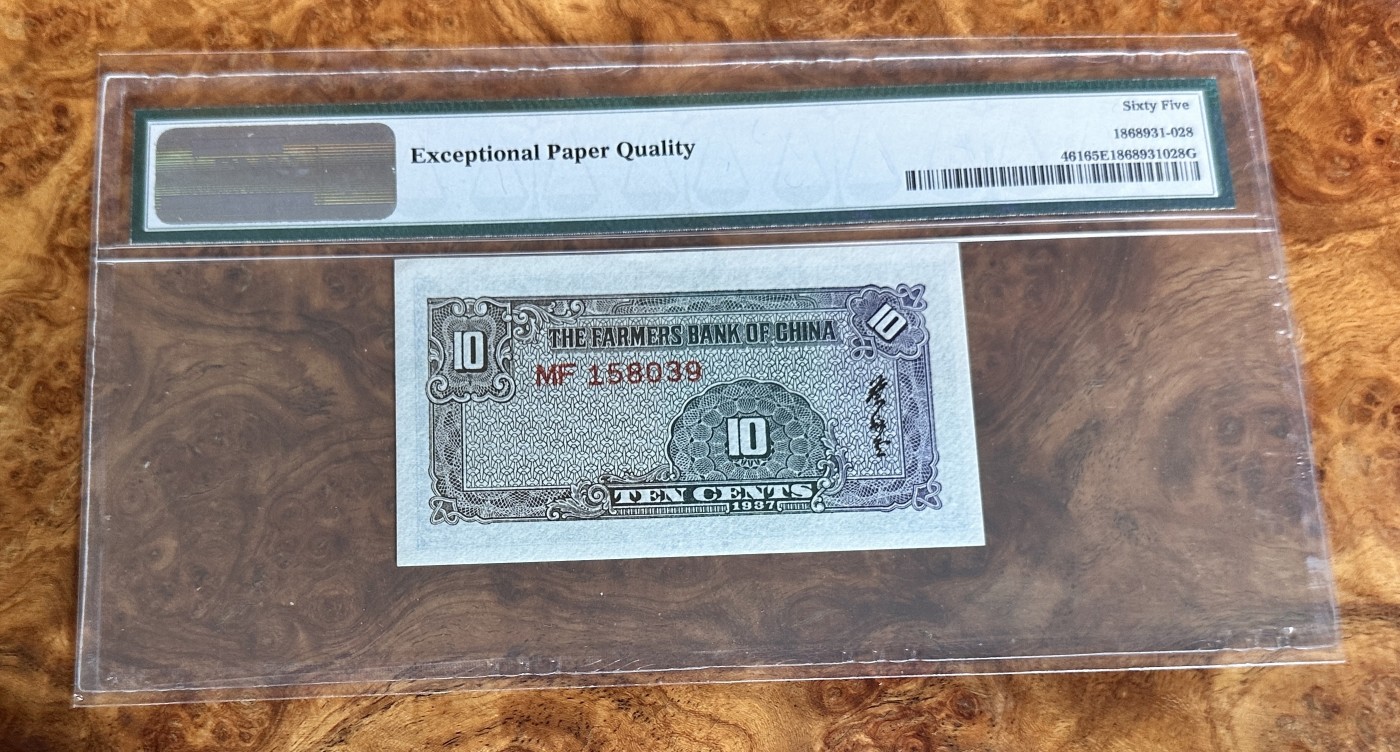 Sixty Five
Exceptional Paper Quality
1868931-028
46165E1868931028G
10
10
THE FARMERS BANK OF CHINA
MF 158039
10
TEN CENTS
1937